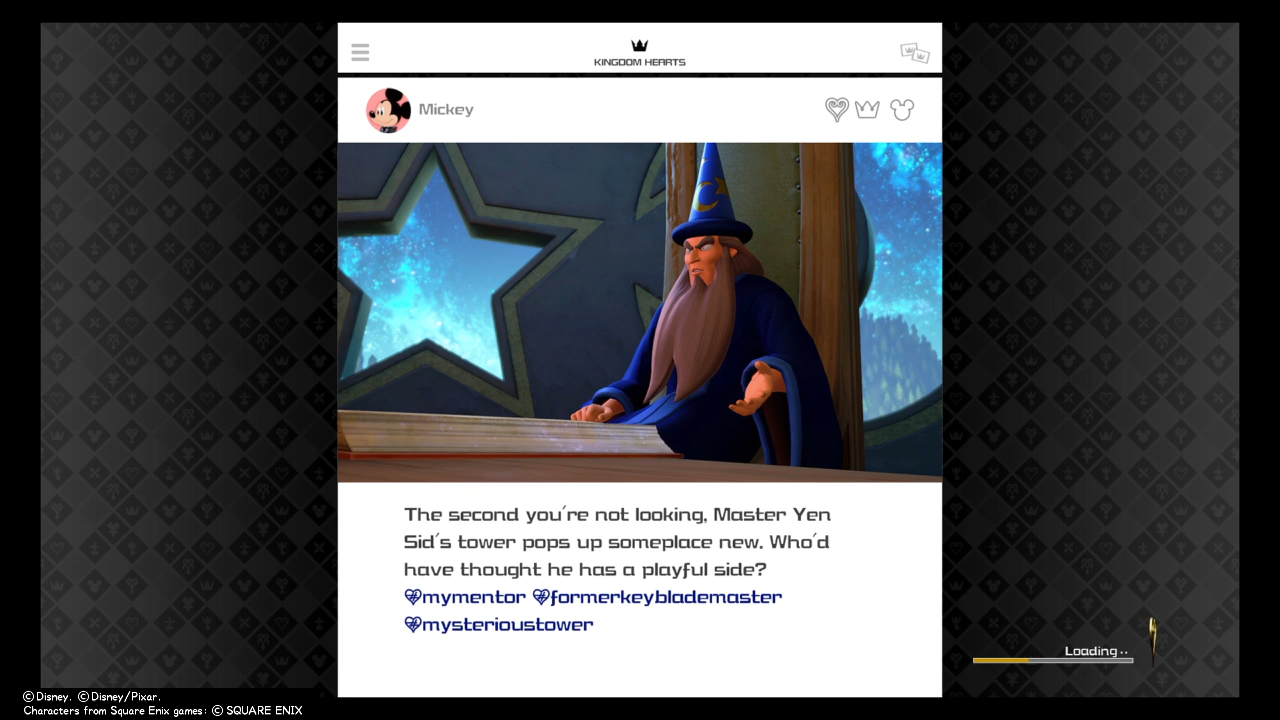 KINGDOM HEARTS
Mickey
The second you're not looking, Master Yen
Sid's tower pops up someplace new. Who'd
have thought he has a playful side?
#mymentor #formerkeyblademaster
#mysterioustower
Loading..
©Disney. ©Disney/Pixar.
Characters from Square Enix games: © SQUARE ENIX